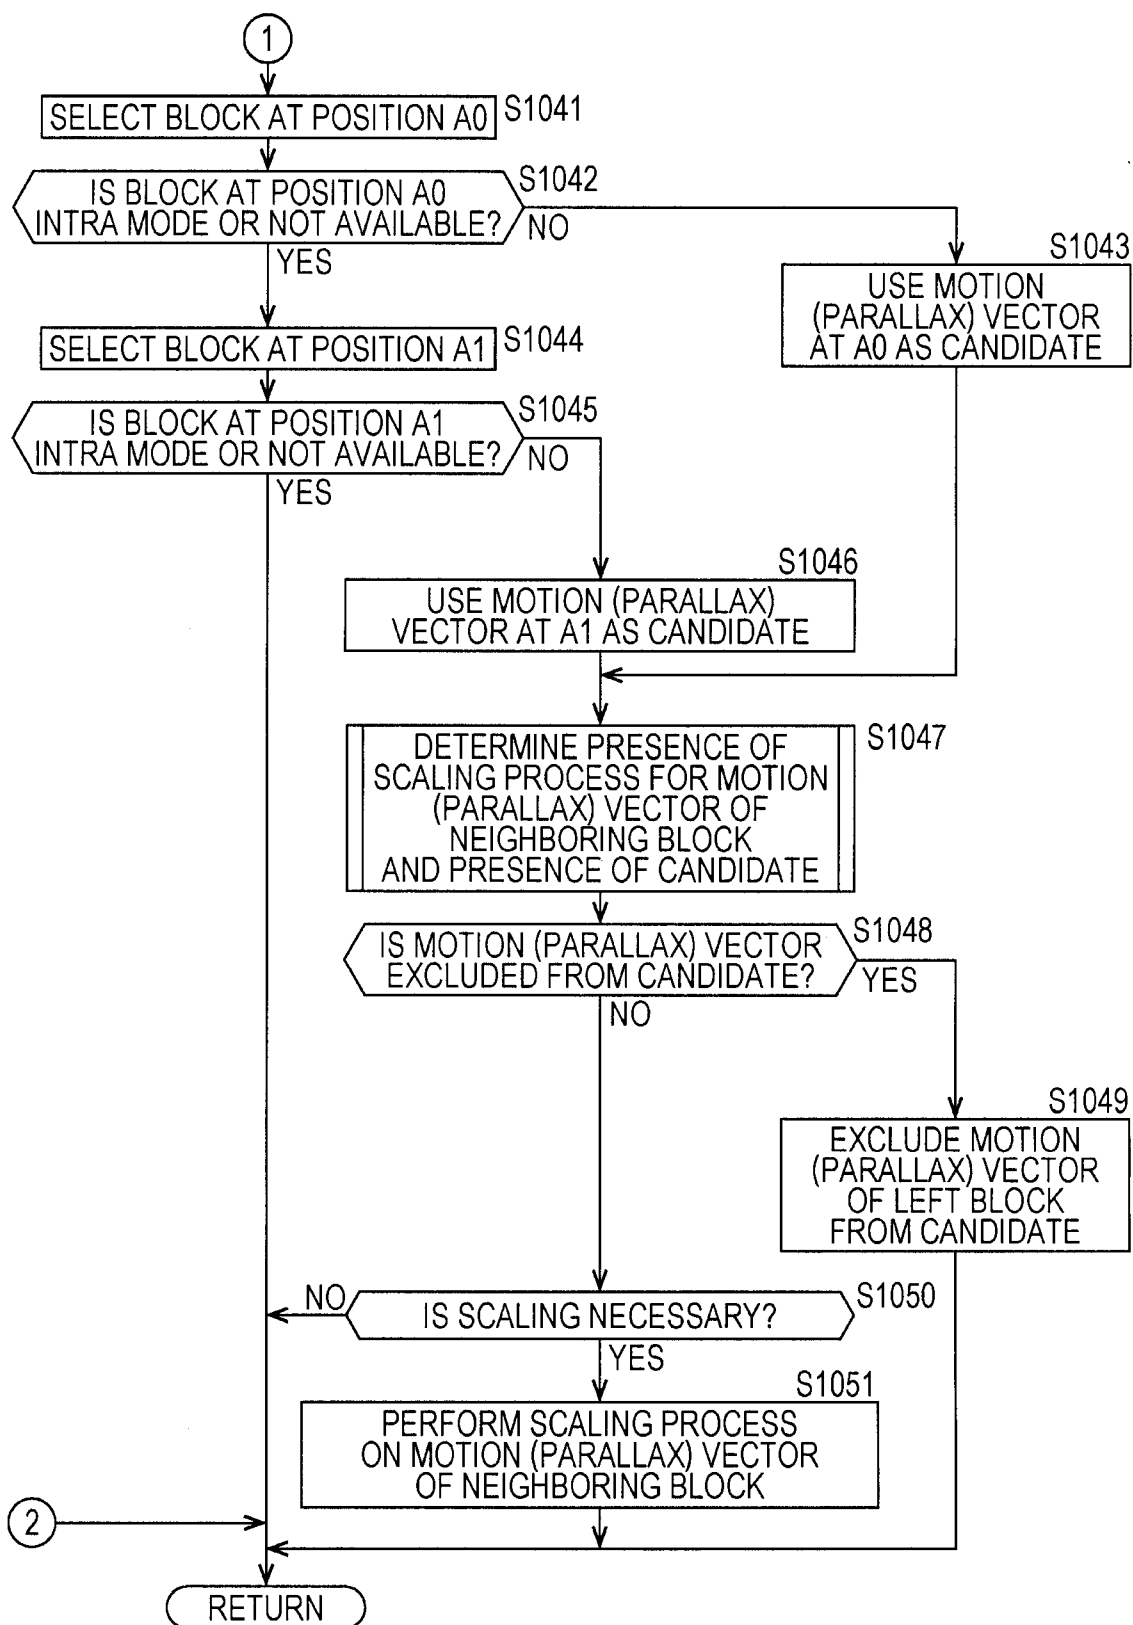 1
SELECT BLOCK AT POSITION A0
S1041
IS BLOCK AT POSITION A0
INTRA MODE OR NOT AVAILABLE?
S1042
NO
YES
S1043
USE MOTION
(PARALLAX) VECTOR
AT A0 AS CANDIDATE
SELECT BLOCK AT POSITION A1
S1044
IS BLOCK AT POSITION A1
INTRA MODE OR NOT AVAILABLE?
S1045
NO
YES
S1046
USE MOTION (PARALLAX)
VECTOR AT A1 AS CANDIDATE
S1047
DETERMINE PRESENCE OF
SCALING PROCESS FOR MOTION
(PARALLAX) VECTOR OF
NEIGHBORING BLOCK
AND PRESENCE OF CANDIDATE
S1048
IS MOTION (PARALLAX) VECTOR
EXCLUDED FROM CANDIDATE?
YES
NO
S1049
EXCLUDE MOTION
(PARALLAX) VECTOR
OF LEFT BLOCK
FROM CANDIDATE
NO
IS SCALING NECESSARY?
S1050
YES
S1051
PERFORM SCALING PROCESS
ON MOTION (PARALLAX) VECTOR
OF NEIGHBORING BLOCK
2
RETURN